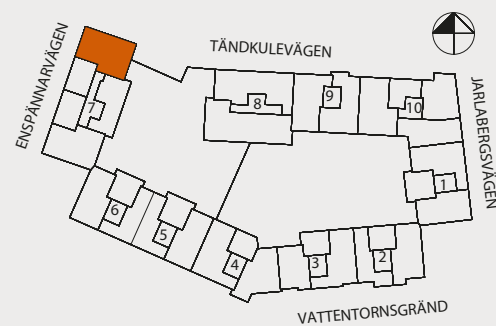 TÄNDKULEVÄGEN
ENSPÄNNARVÄGEN
JARLABERGSVÄGEN
7
8
9
10
1
6
5
4
3
2
VATTENTORNSGRÄND